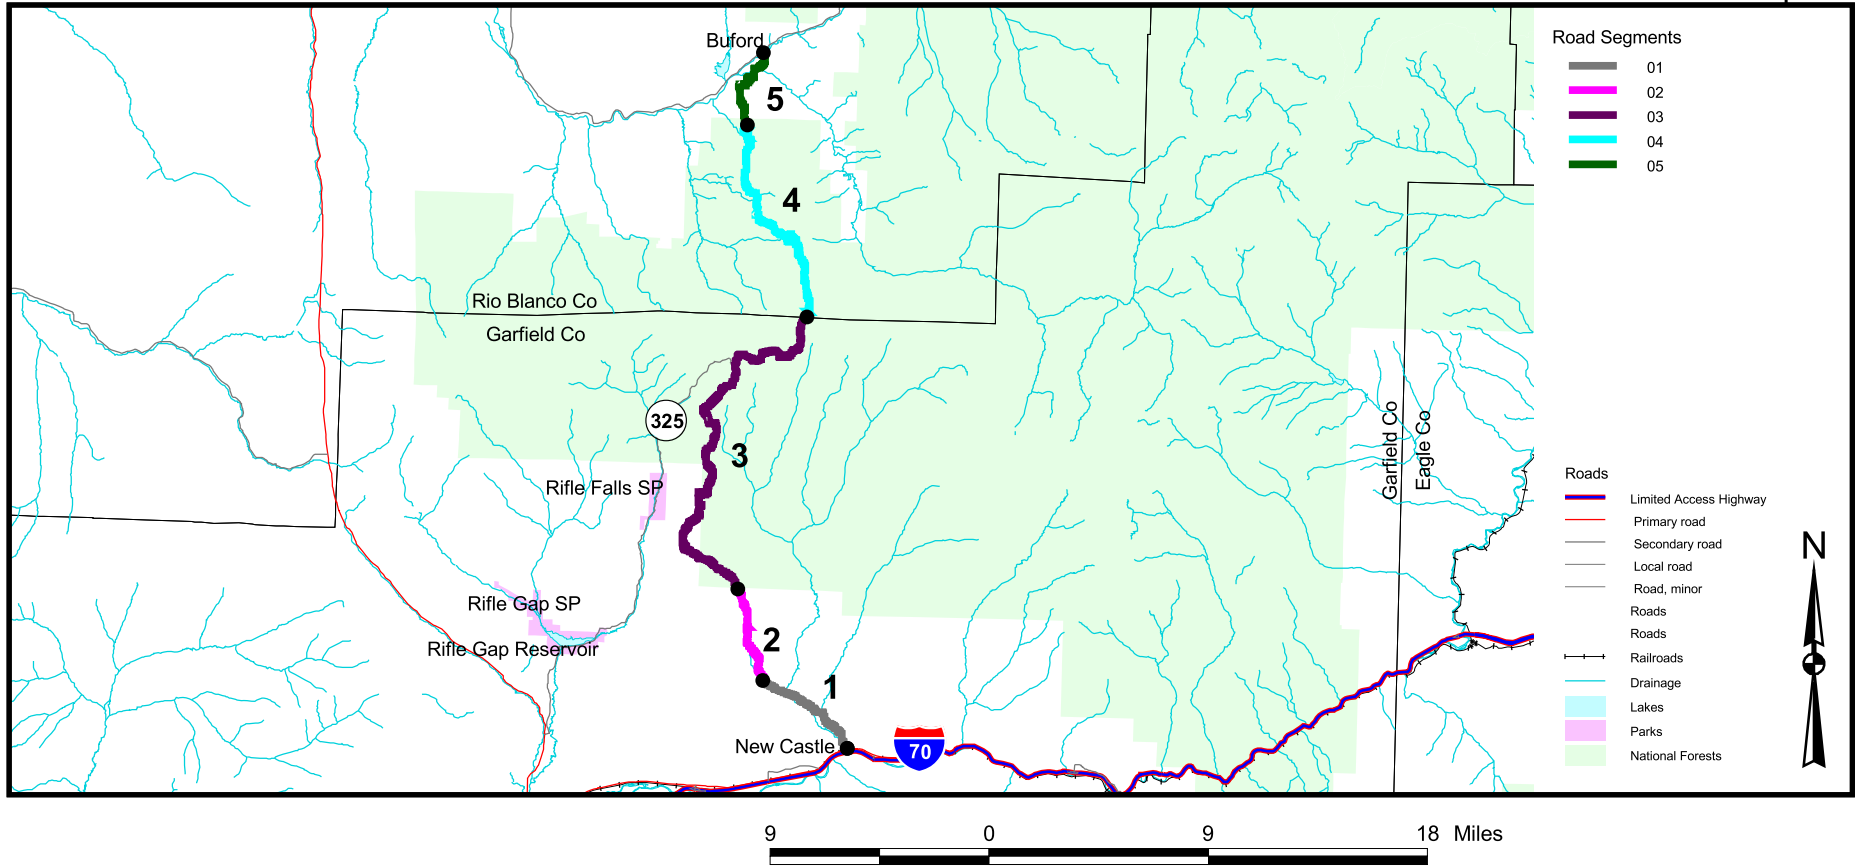 Buford
5
4
Rio Blanco Co
Garfield Co
325
3
Rifle Falls SP
Rifle Gap SP
Rifle Gap Reservoir
2
1
New Castle
70
Garfield Co
Eagle Co
Road Segments
01
02
03
04
05
Roads
Limited Access Highway
Primary road
Secondary road
Local road
Road, minor
Roads
Roads
Railroads
Drainage
Lakes
Parks
National Forests
N
9 0 9 18 Miles